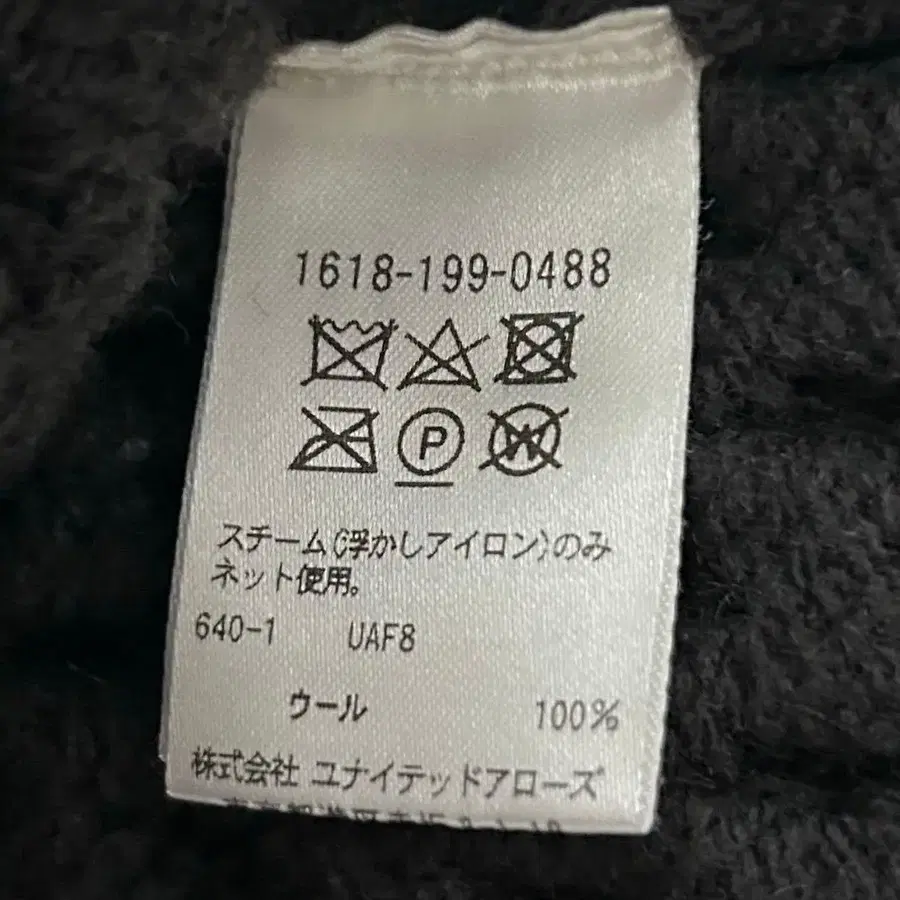 1618-199-0488
P W
スチーム(浮かしアイロン)のみ
ネット使用。
640-1 UAF8
ウール 100%
株式会社 ユナイテッドアローズ